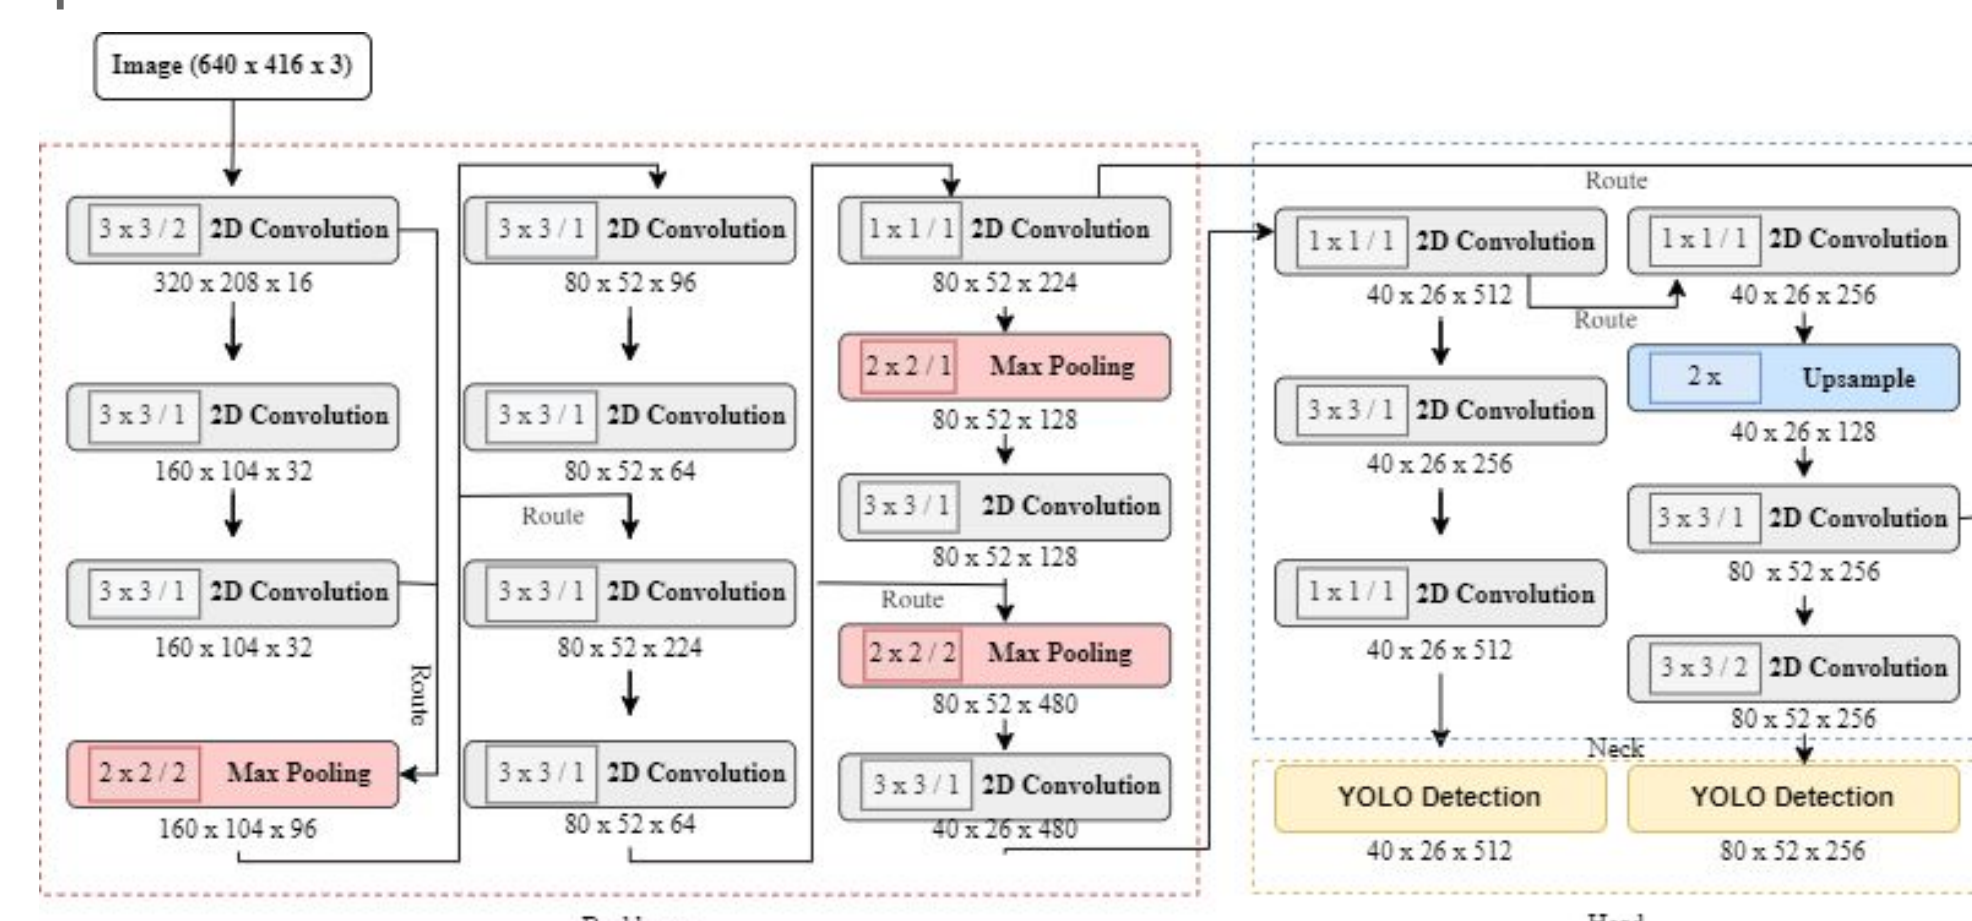 Image (640 x 416 x 3)
3 x 3 / 2 2D Convolution
320 x 208 x 16
3 x 3 / 1 2D Convolution
160 x 104 x 32
3 x 3 / 1 2D Convolution
160 x 104 x 32
Route
2 x 2 / 2 Max Pooling
160 x 104 x 96
3 x 3 / 1 2D Convolution
80 x 52 x 96
3 x 3 / 1 2D Convolution
80 x 52 x 64
Route
3 x 3 / 1 2D Convolution
80 x 52 x 224
3 x 3 / 1 2D Convolution
80 x 52 x 64
1 x 1 / 1 2D Convolution
80 x 52 x 224
2 x 2 / 1 Max Pooling
80 x 52 x 128
3 x 3 / 1 2D Convolution
80 x 52 x 128
Route
2 x 2 / 2 Max Pooling
80 x 52 x 480
3 x 3 / 1 2D Convolution
40 x 26 x 480
Route
1 x 1 / 1 2D Convolution
40 x 26 x 512
Route
3 x 3 / 1 2D Convolution
40 x 26 x 256
1 x 1 / 1 2D Convolution
40 x 26 x 512
1 x 1 / 1 2D Convolution
40 x 26 x 256
2 x Upsample
40 x 26 x 128
3 x 3 / 1 2D Convolution
80 x 52 x 256
3 x 3 / 2 2D Convolution
80 x 52 x 256
Neck
YOLO Detection
40 x 26 x 512
YOLO Detection
80 x 52 x 256